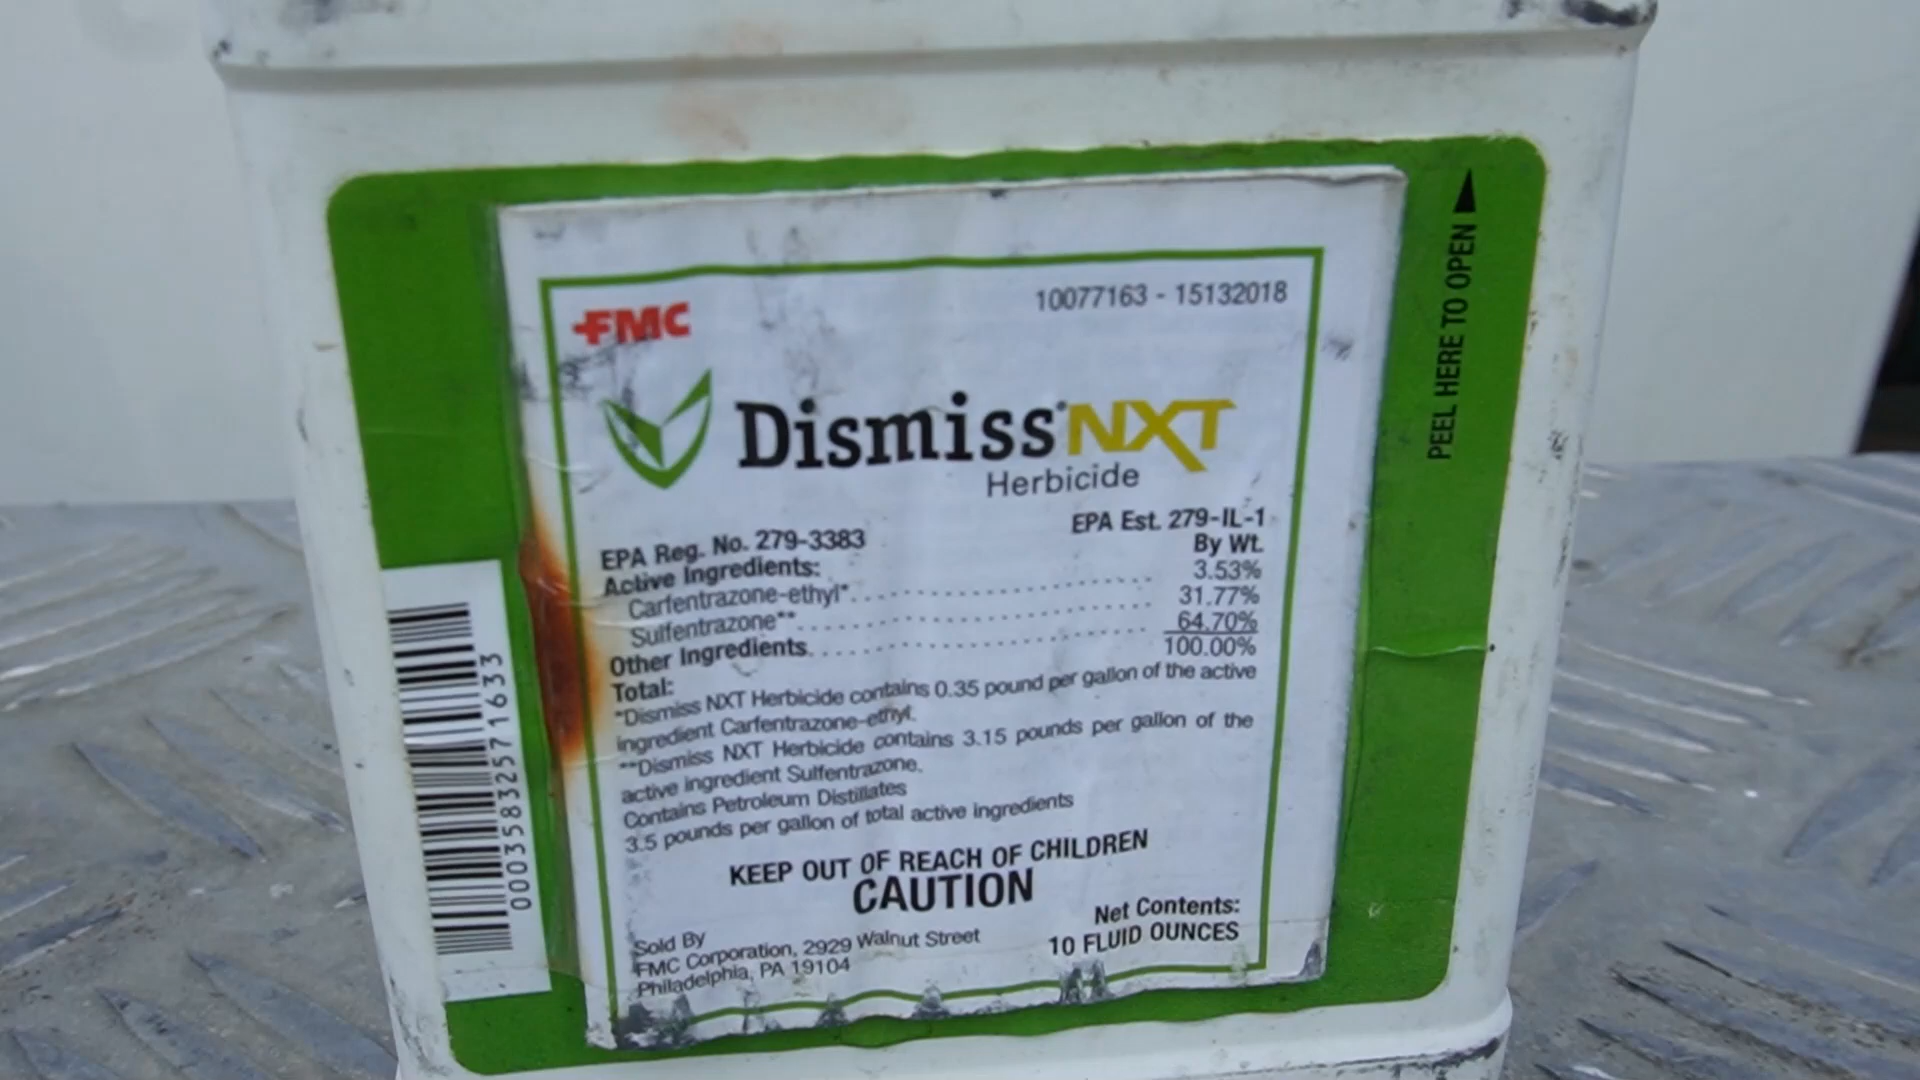 FMC
10077163 - 15132018
Dismiss® NXT
Herbicide
EPA Reg. No. 279-3383
EPA Est. 279-IL-1
Active Ingredients:
By Wt.
Carfentrazone-ethyl* 3.53%
Sulfentrazone** 31.77%
Other Ingredients 64.70%
Total: 100.00%
*Dismiss NXT Herbicide contains 0.35 pound per gallon of the active
ingredient Carfentrazone-ethyl.
**Dismiss NXT Herbicide contains 3.15 pounds per gallon of the
active ingredient Sulfentrazone.
Contains Petroleum Distillates
3.5 pounds per gallon of total active ingredients
KEEP OUT OF REACH OF CHILDREN
CAUTION
Sold By
FMC Corporation, 2929 Walnut Street
Philadelphia, PA 19104
Net Contents:
10 FLUID OUNCES
PEEL HERE TO OPEN
00035883257 1633